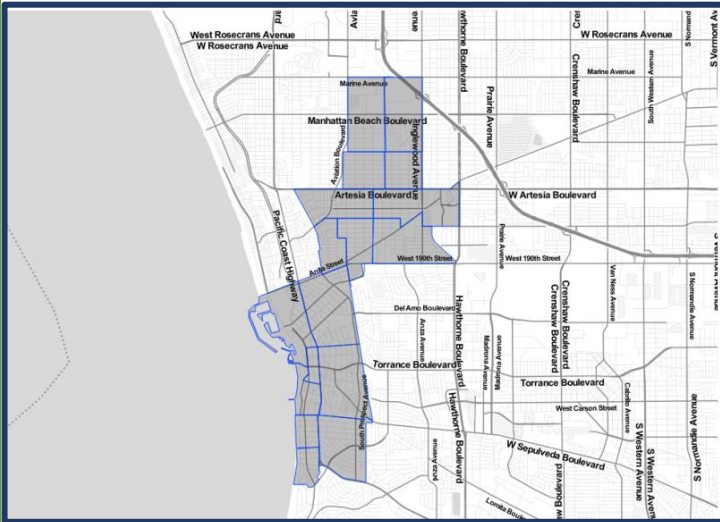 West Rosecrans Avenue
W Rosecrans Avenue
W Rosecrans Avenue
Marine Avenue
Marine Avenue
Manhattan Beach Boulevard
Aviation Boulevard
Inglewood Avenue
Hawthorne Boulevard
Prairie Avenue
Crenshaw Boulevard
South Western Avenue
S Vermont
Artesia Boulevard
W Artesia Boulevard
Pacific Coast Highway
Prairie Avenue
Anita Street
West 190th Street
West 190th Street
Van Ness Avenue
S Normandie Avenue
Del Amo Boulevard
Anza Avenue
Hawthorne Boulevard
Madrona Avenue
Madrona Avenue
Crenshaw Boulevard
Crenshaw Boulevard
Torrance Boulevard
Torrance Boulevard
Cabrillo Avenue
South Prospect Avenue
Hawthorne Boulevard
West Carson Street
S Normandie Avenue
Anza Avenue
W Sepulveda Boulevard
S Western Avenue
S Western
Lomita